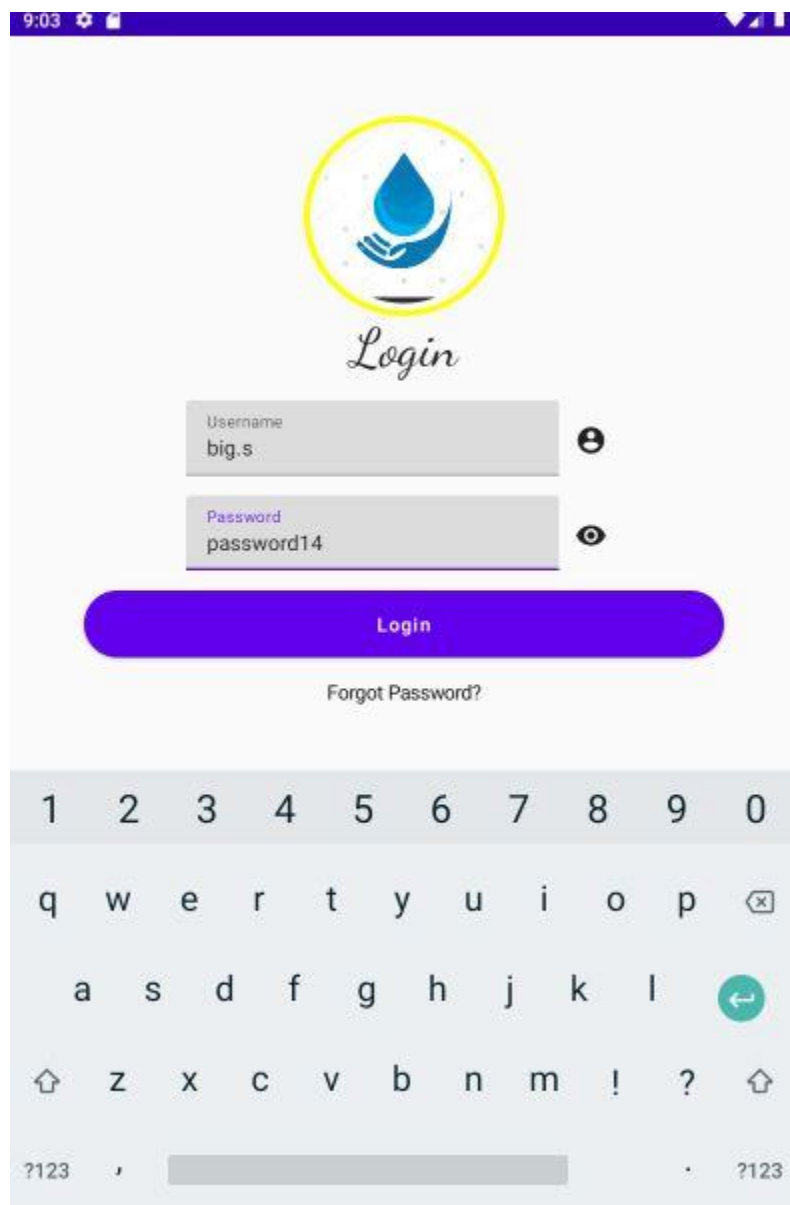 9:03
Login
Username
big.s
Password
password14
Login
Forgot Password?
1 2 3 4 5 6 7 8 9 0
q w e r t y u i o p
a s d f g h j k l
z x c v b n m ! ?
?123 , . ?123